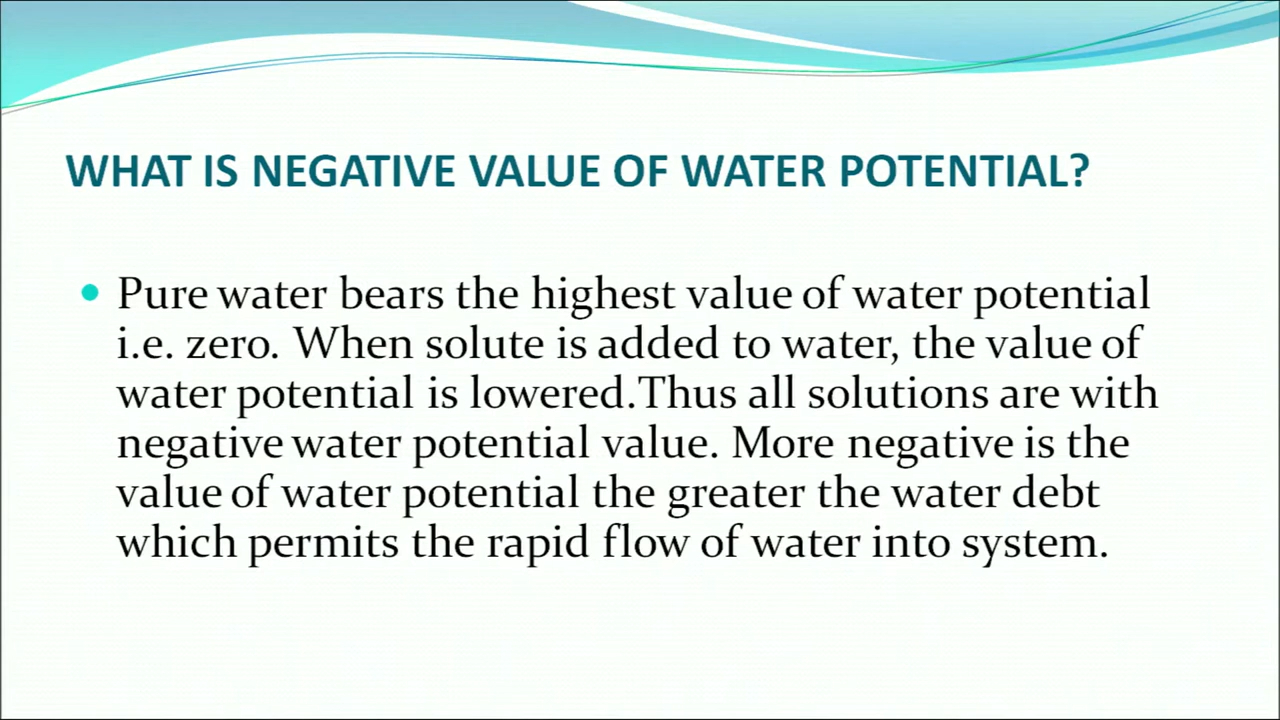 WHAT IS NEGATIVE VALUE OF WATER POTENTIAL?
• Pure water bears the highest value of water potential
i.e. zero. When solute is added to water, the value of
water potential is lowered.Thus all solutions are with
negative water potential value. More negative is the
value of water potential the greater the water debt
which permits the rapid flow of water into system.